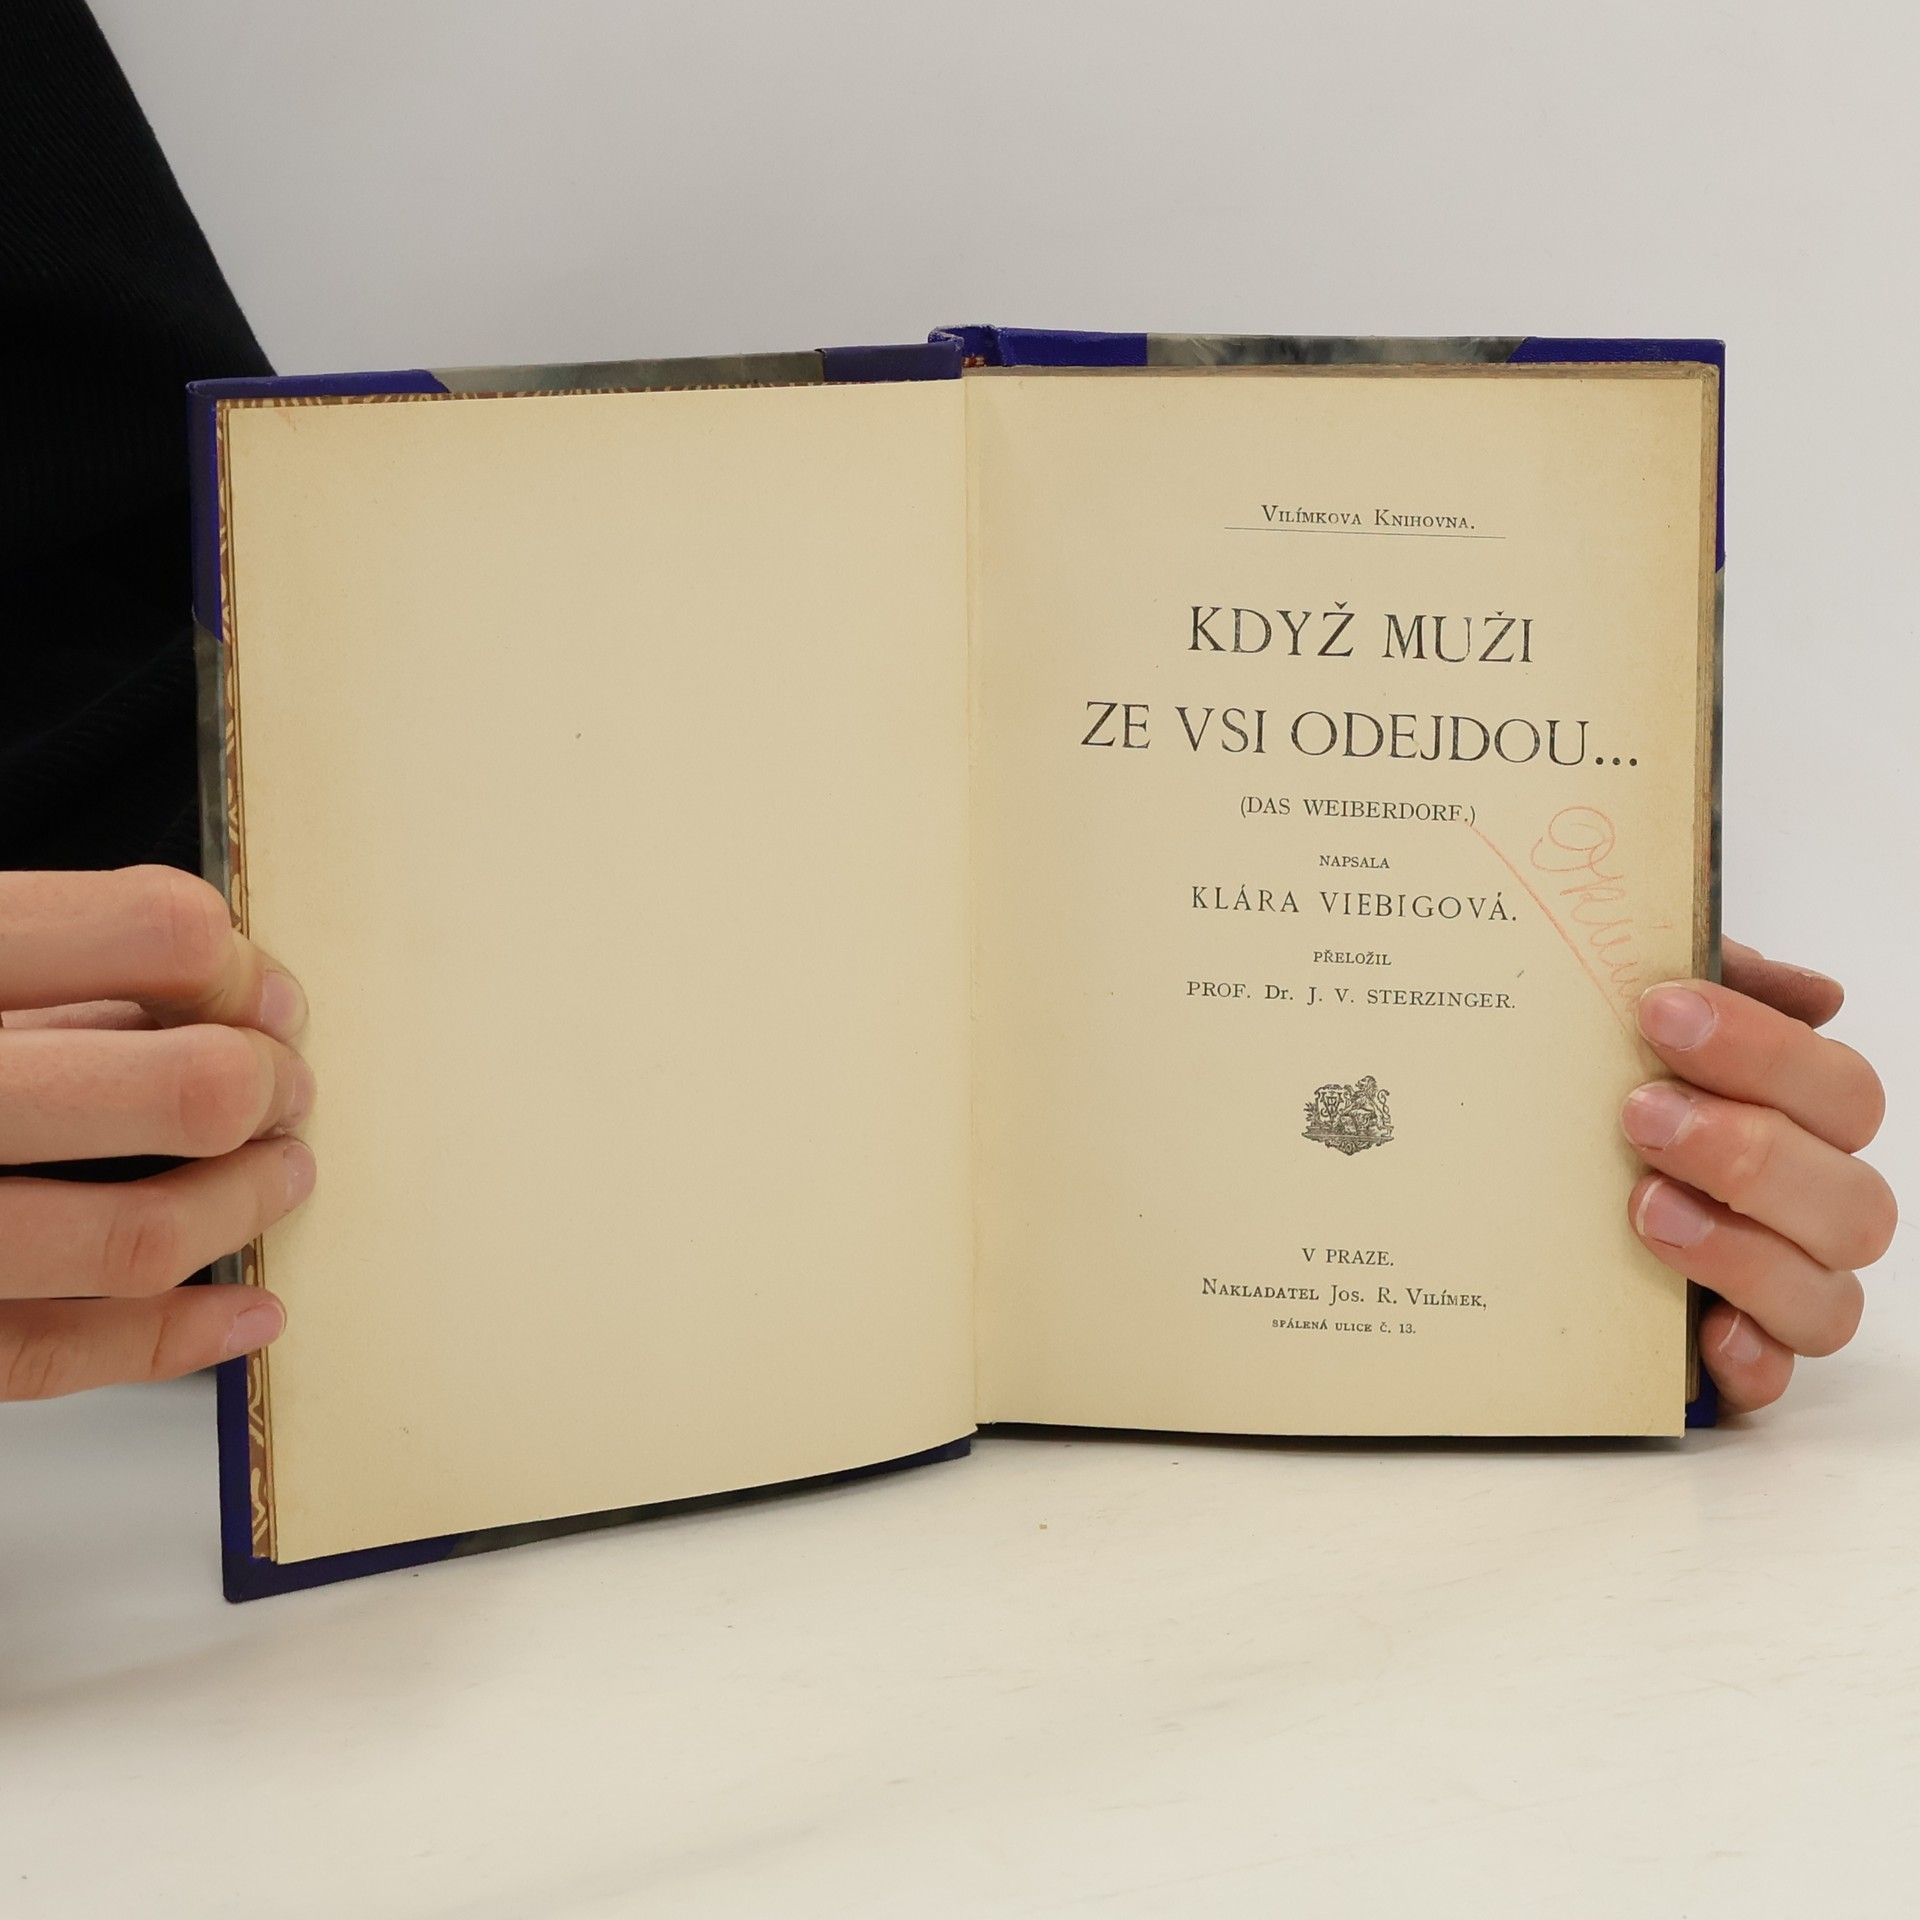 Vilímkova Knihovna.
KDYŽ MUŽI
ZE VSI ODEJDOU...
(DAS WEIBERDORF.)
NAPSALA
KLÁRA VIEBIGOVÁ.
PŘELOŽIL
PROF. Dr. J. V. STERZINGER.
V PRAZE.
Nakladatel Jos. R. Vilímek,
SPÁLENÁ ULICE Č. 13.